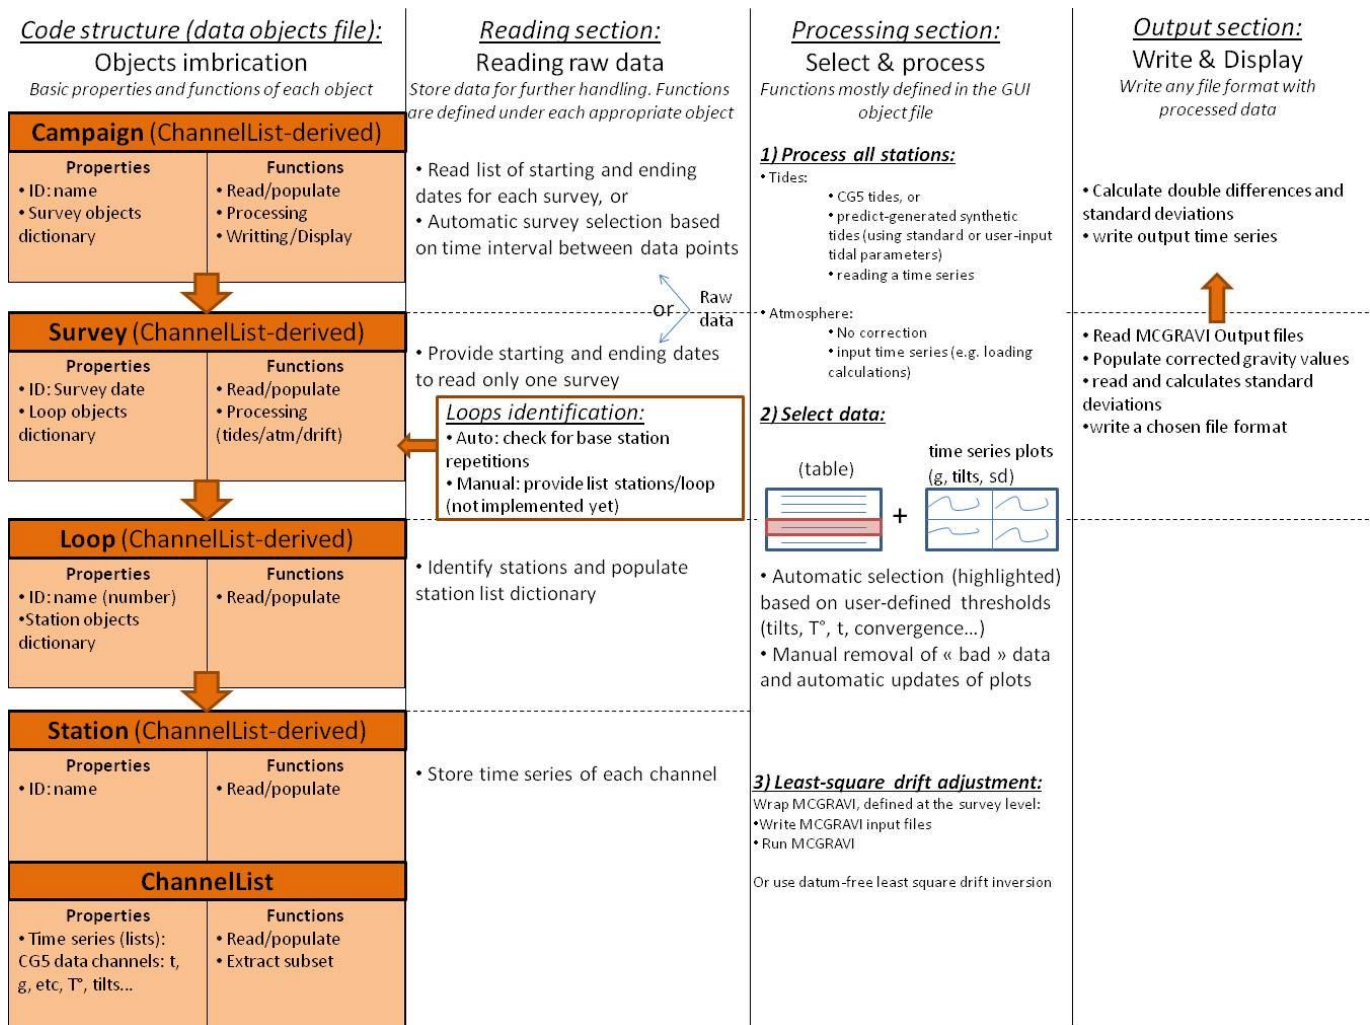 Code structure (data objects file):
Objects imbrication
Basic properties and functions of each object
Campaign (ChannelList-derived)
Properties
• ID: name
• Survey objects
dictionary
Functions
• Read/populate
• Processing
• Writting/Display
Survey (ChannelList-derived)
Properties
• ID: Survey date
• Loop objects
dictionary
Functions
• Read/populate
• Processing
(tides/atm/drift)
Loop (ChannelList-derived)
Properties
• ID: name (number)
•Station objects
dictionary
Functions
• Read/populate
Station (ChannelList-derived)
Properties
• ID: name
Functions
• Read/populate
ChannelList
Properties
• Time series (lists):
CG5 data channels: t,
g, etc, T°, tilts...
Functions
• Read/populate
• Extract subset
Reading section:
Reading raw data
Store data for further handling. Functions
are defined under each appropriate object
• Read list of starting and ending
dates for each survey, or
• Automatic survey selection based
on time interval between data points
or
Raw
data
• Provide starting and ending dates
to read only one survey
Loops identification:
• Auto: check for base station
repetitions
• Manual: provide list stations/loop
(not implemented yet)
• Identify stations and populate
station list dictionary
• Store time series of each channel
Processing section:
Select & process
Functions mostly defined in the GUI
object file
1) Process all stations:
• Tides:
• CG5 tides, or
• predict-generated synthetic
tides (using standard or user-input
tidal parameters)
• reading a time series
• Atmosphere:
• No correction
• input time series (e.g. loading
calculations)
2) Select data:
(table)
+
time series plots
(g, tilts, sd)
• Automatic selection (highlighted)
based on user-defined thresholds
(tilts, T°, t, convergence...)
• Manual removal of « bad » data
and automatic updates of plots
3) Least-square drift adjustment:
Wrap MCGRAVI, defined at the survey level:
•Write MCGRAVI input files
• Run MCGRAVI
Or use datum-free least square drift inversion
Output section:
Write & Display
Write any file format with
processed data
• Calculate double differences and
standard deviations
• write output time series
• Read MCGRAVI Output files
• Populate corrected gravity values
• read and calculates standard
deviations
•write a chosen file format